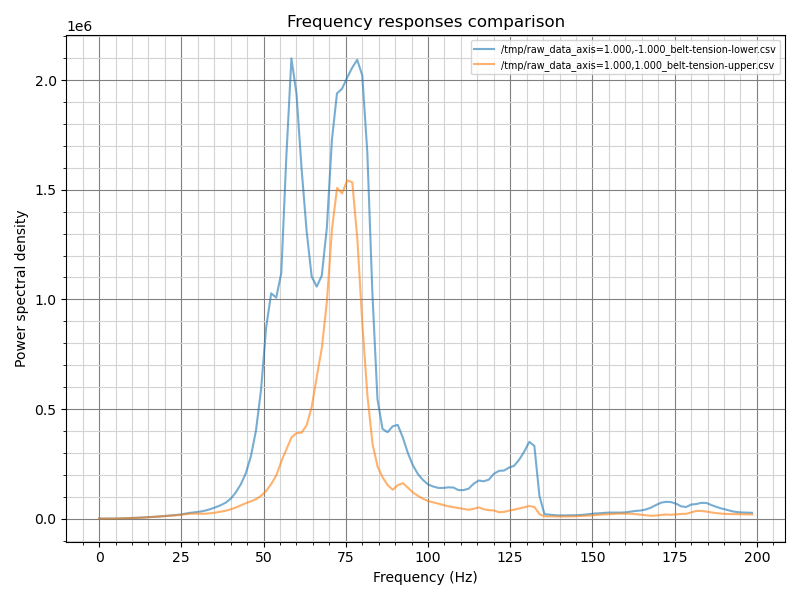 Frequency responses comparison
1e6
/tmp/raw_data_axis=1.000,-1.000_belt-tension-lower.csv
/tmp/raw_data_axis=1.000,1.000_belt-tension-upper.csv
2.0
1.5
1.0
0.5
0.0
Power spectral density
0 25 50 75 100 125 150 175 200
Frequency (Hz)